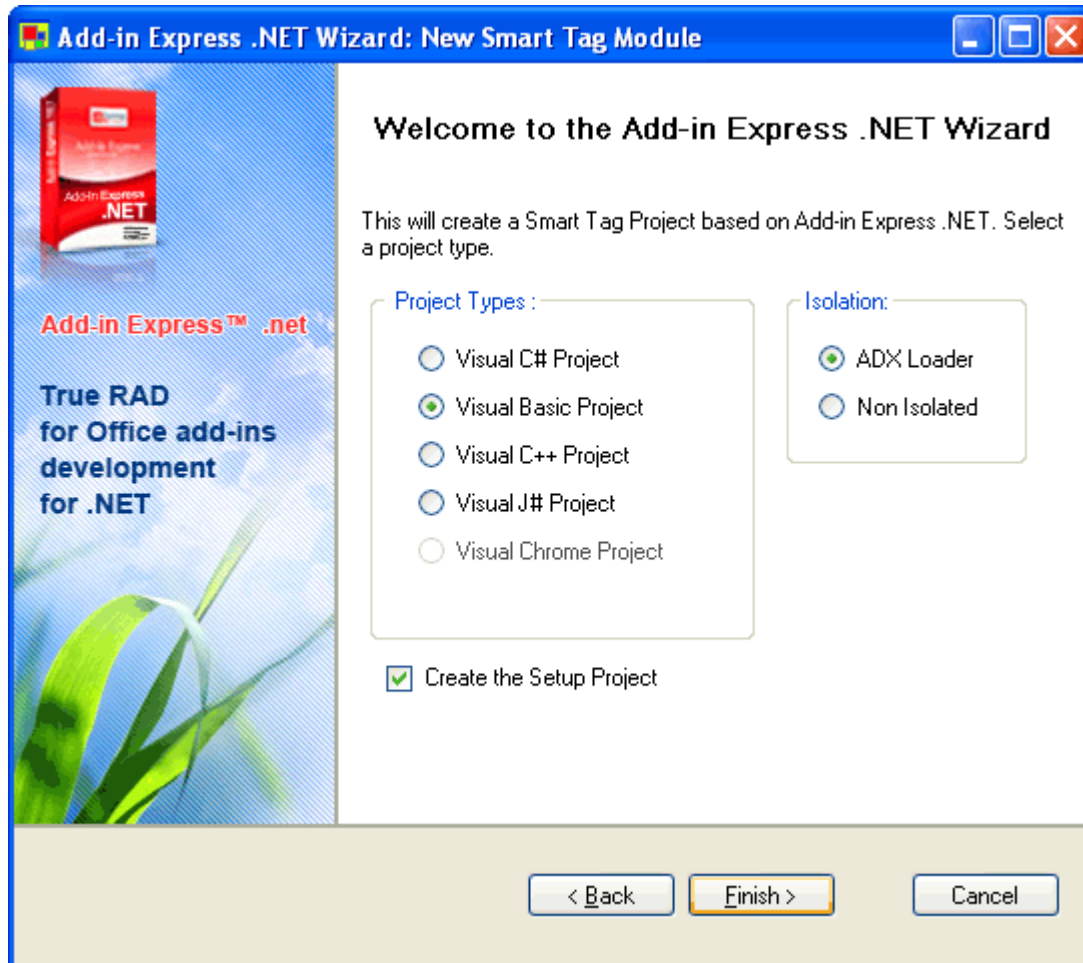 Add-in Express .NET Wizard: New Smart Tag Module
Add-in Express
.NET
Add-in Express™ .net
True RAD
for Office add-ins
development
for .NET
Welcome to the Add-in Express .NET Wizard
This will create a Smart Tag Project based on Add-in Express .NET. Select
a project type.
Project Types :
Visual C# Project
Visual Basic Project
Visual C++ Project
Visual J# Project
Visual Chrome Project
Isolation:
ADX Loader
Non Isolated
Create the Setup Project
< Back
Finish >
Cancel